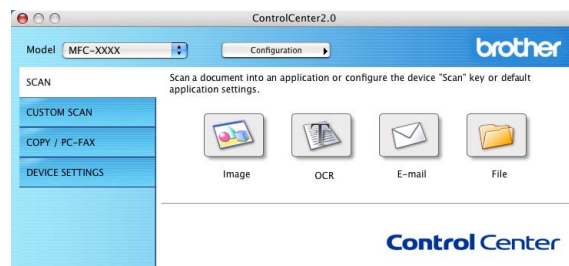 ControlCenter2.0
Model MFC-XXXX Configuration brother
SCAN
CUSTOM SCAN
COPY / PC-FAX
DEVICE SETTINGS
Scan a document into an application or configure the device "Scan" key or default
application settings.
Image OCR E-mail File
Control Center